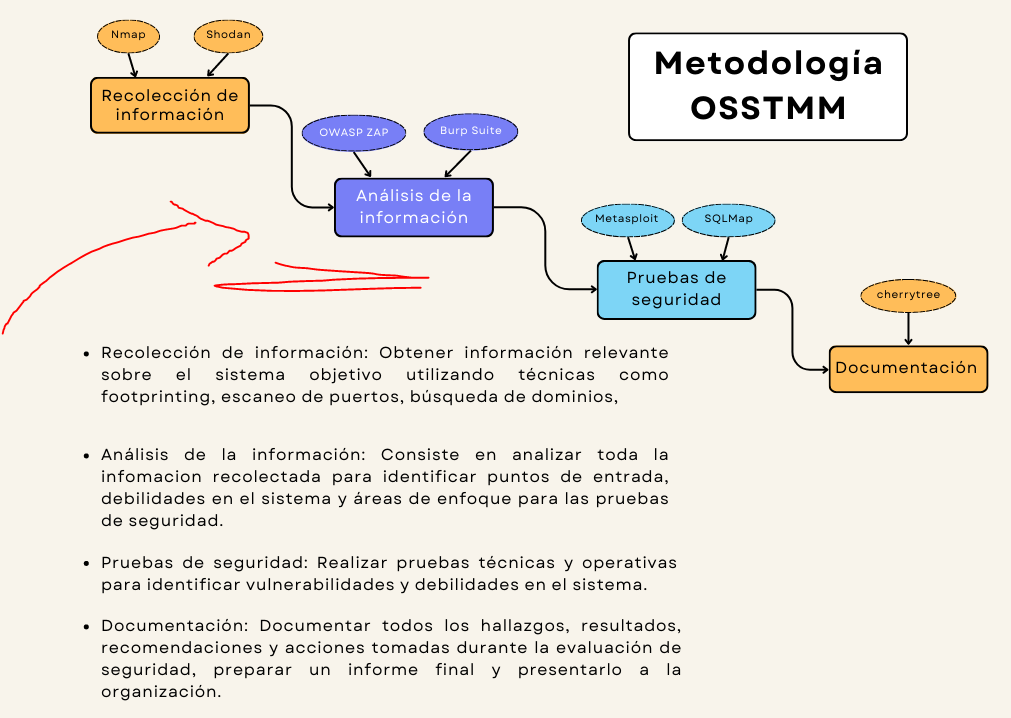 Nmap
Shodan
Recolección de
información
Metodología
OSSTMM
OWASP ZAP
Burp Suite
Análisis de la
información
Metasploit
SQLMap
Pruebas de
seguridad
cherrytree
Documentación
• Recolección de información: Obtener información relevante
sobre el sistema objetivo utilizando técnicas como
footprinting, escaneo de puertos, búsqueda de dominios,
• Análisis de la información: Consiste en analizar toda la
infomacion recolectada para identificar puntos de entrada,
debilidades en el sistema y áreas de enfoque para las pruebas
de seguridad.
• Pruebas de seguridad: Realizar pruebas técnicas y operativas
para identificar vulnerabilidades y debilidades en el sistema.
• Documentación: Documentar todos los hallazgos, resultados,
recomendaciones y acciones tomadas durante la evaluación de
seguridad, preparar un informe final y presentarlo a la
organización.